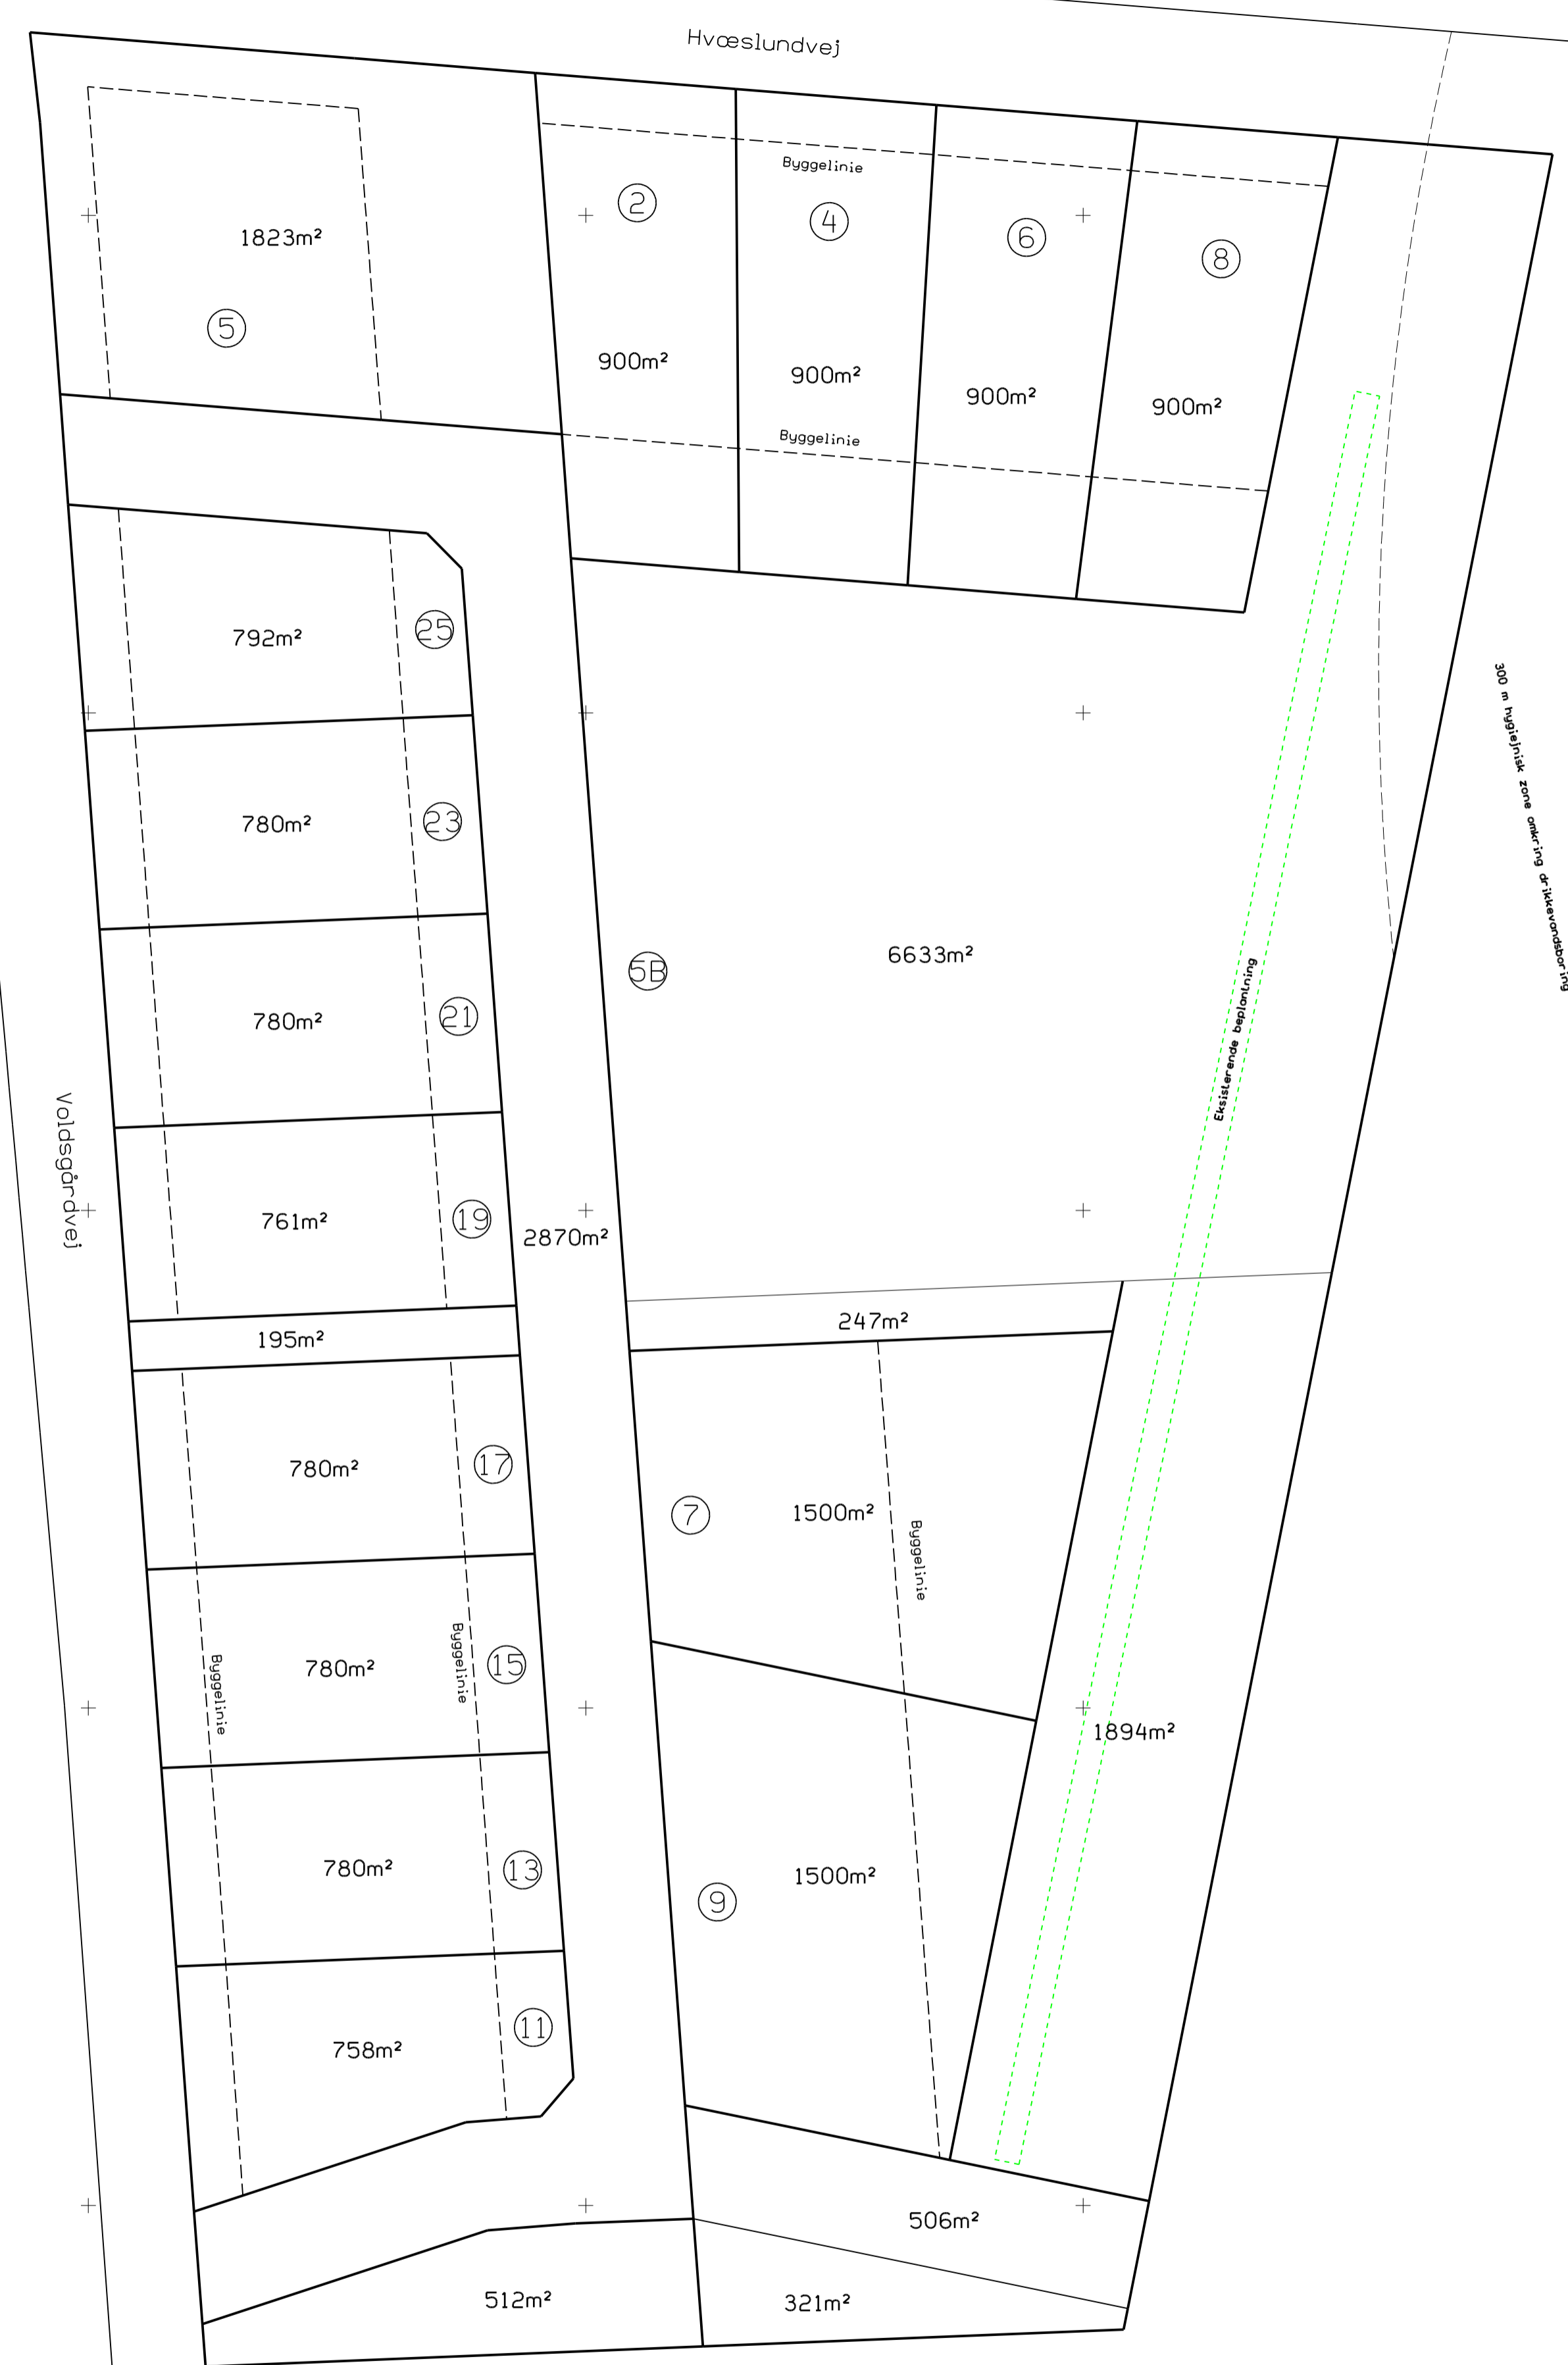 Hvœslundvej
Byggelinie
2
4
6
8
1823m²
5
900m²
900m²
900m²
900m²
Byggelinie
792m²
25
300 m hygiejnisk zone omkring drikkevandsboring
780m²
23
6633m²
5B
780m²
21
Eksisterende beplantning
Voldsgårdvej
761m²
19
2870m²
247m²
195m²
780m²
17
7
1500m²
Byggelinie
780m²
15
Byggelinie
Byggelinie
1894m²
780m²
13
1500m²
9
758m²
11
506m²
512m²
321m²